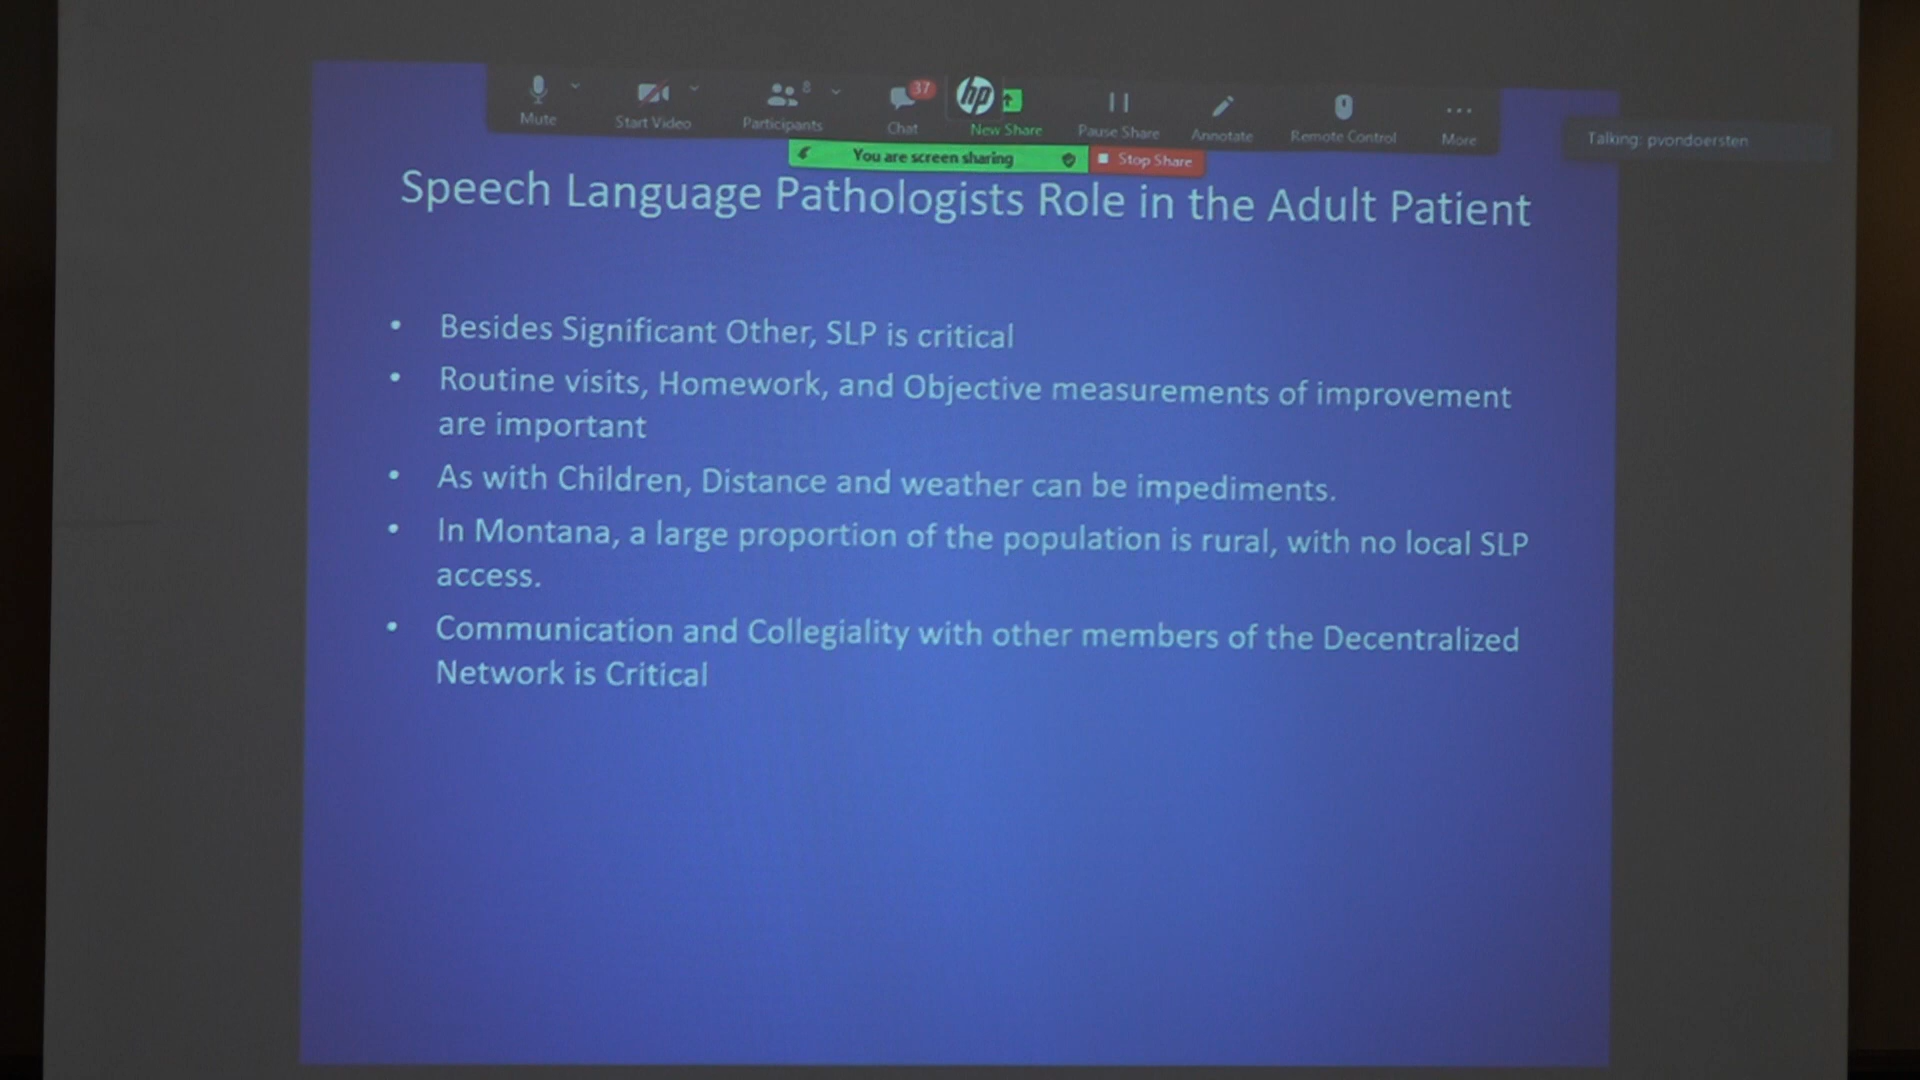 8
37
hp
Mute
Start Video
Participants
Chat
New Share
Pause Share
Annotate
Remote Control
More
Talking: pvondoersten
You are screen sharing
Stop Share
Speech Language Pathologists Role in the Adult Patient
• Besides Significant Other, SLP is critical
• Routine visits, Homework, and Objective measurements of improvement
are important
• As with Children, Distance and weather can be impediments.
• In Montana, a large proportion of the population is rural, with no local SLP
access.
• Communication and Collegiality with other members of the Decentralized
Network is Critical